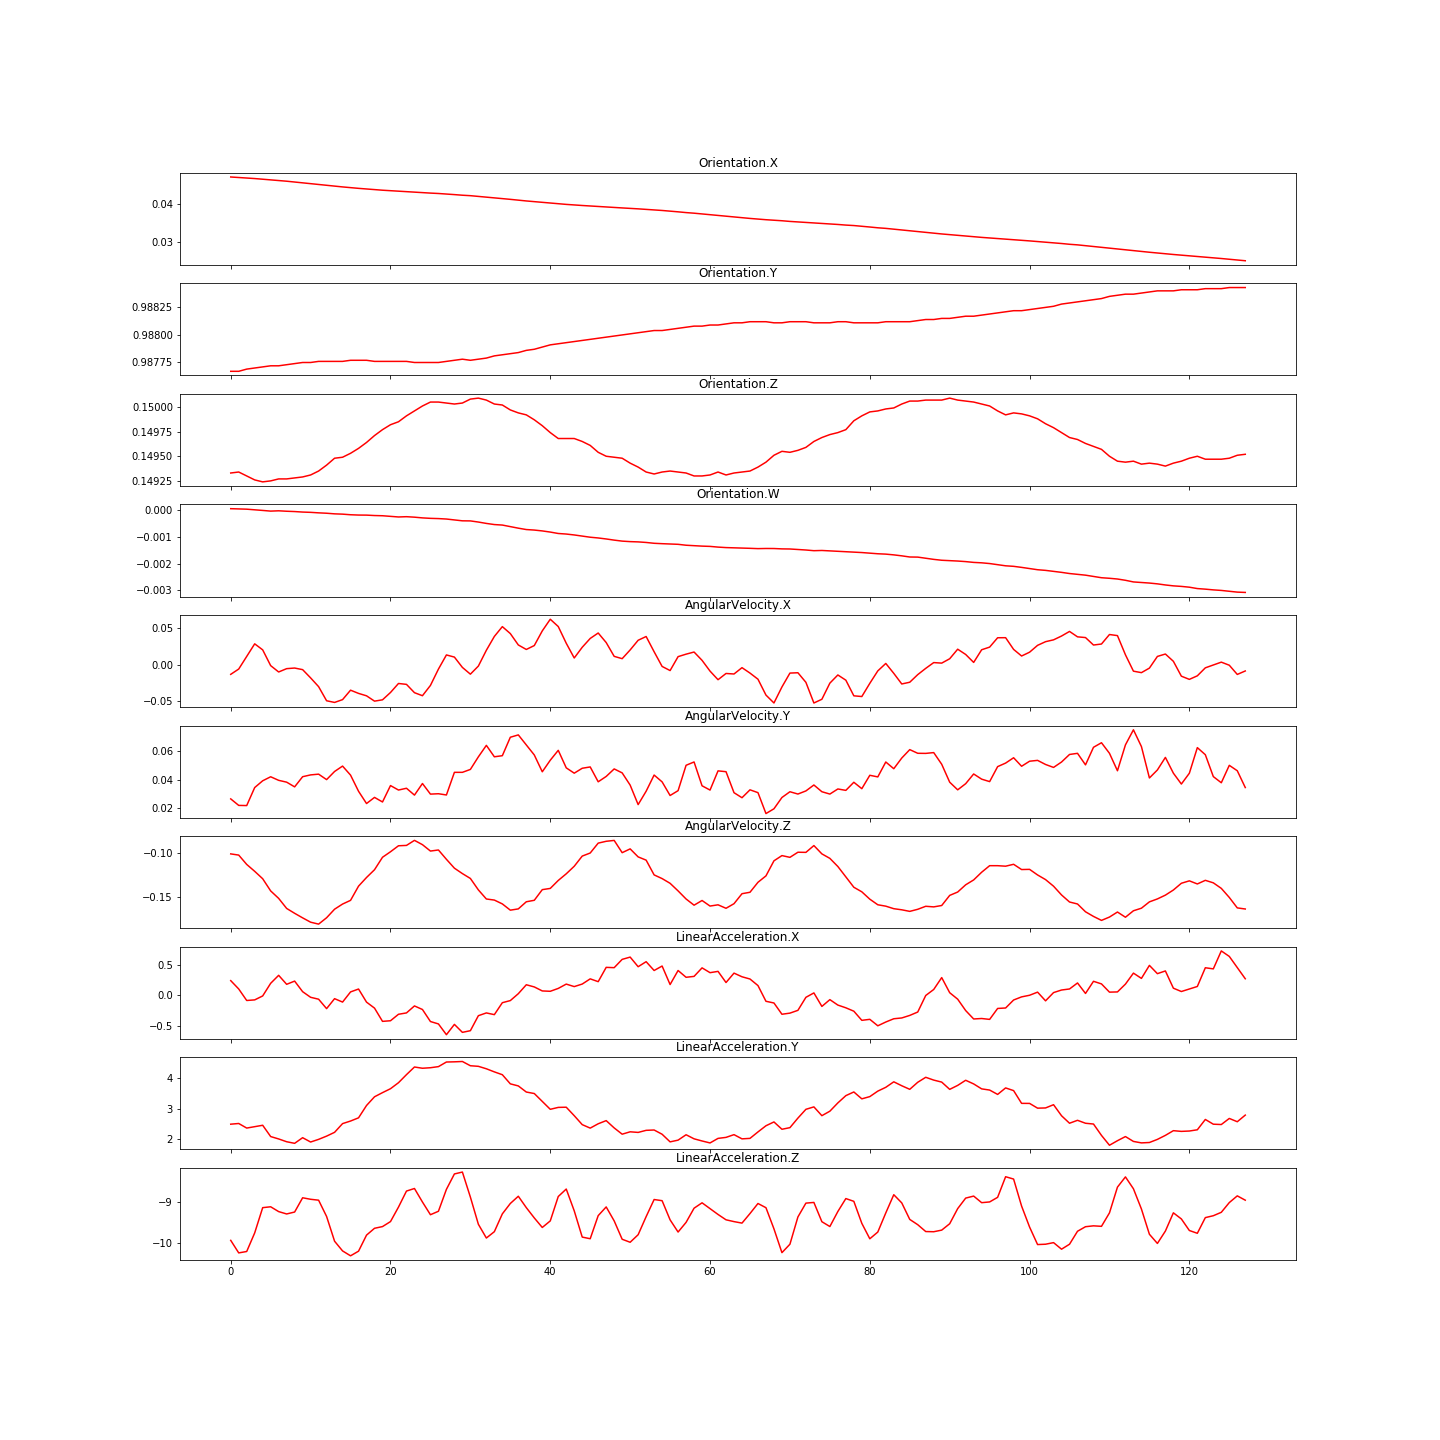 Orientation.X
0.04
0.03
Orientation.Y
0.98825
0.98800
0.98775
Orientation.Z
0.15000
0.14975
0.14950
0.14925
Orientation.W
0.000
−0.001
−0.002
−0.003
AngularVelocity.X
0.05
0.00
−0.05
AngularVelocity.Y
0.06
0.04
0.02
AngularVelocity.Z
−0.10
−0.15
LinearAcceleration.X
0.5
0.0
−0.5
LinearAcceleration.Y
4
3
2
LinearAcceleration.Z
−9
−10
0 20 40 60 80 100 120